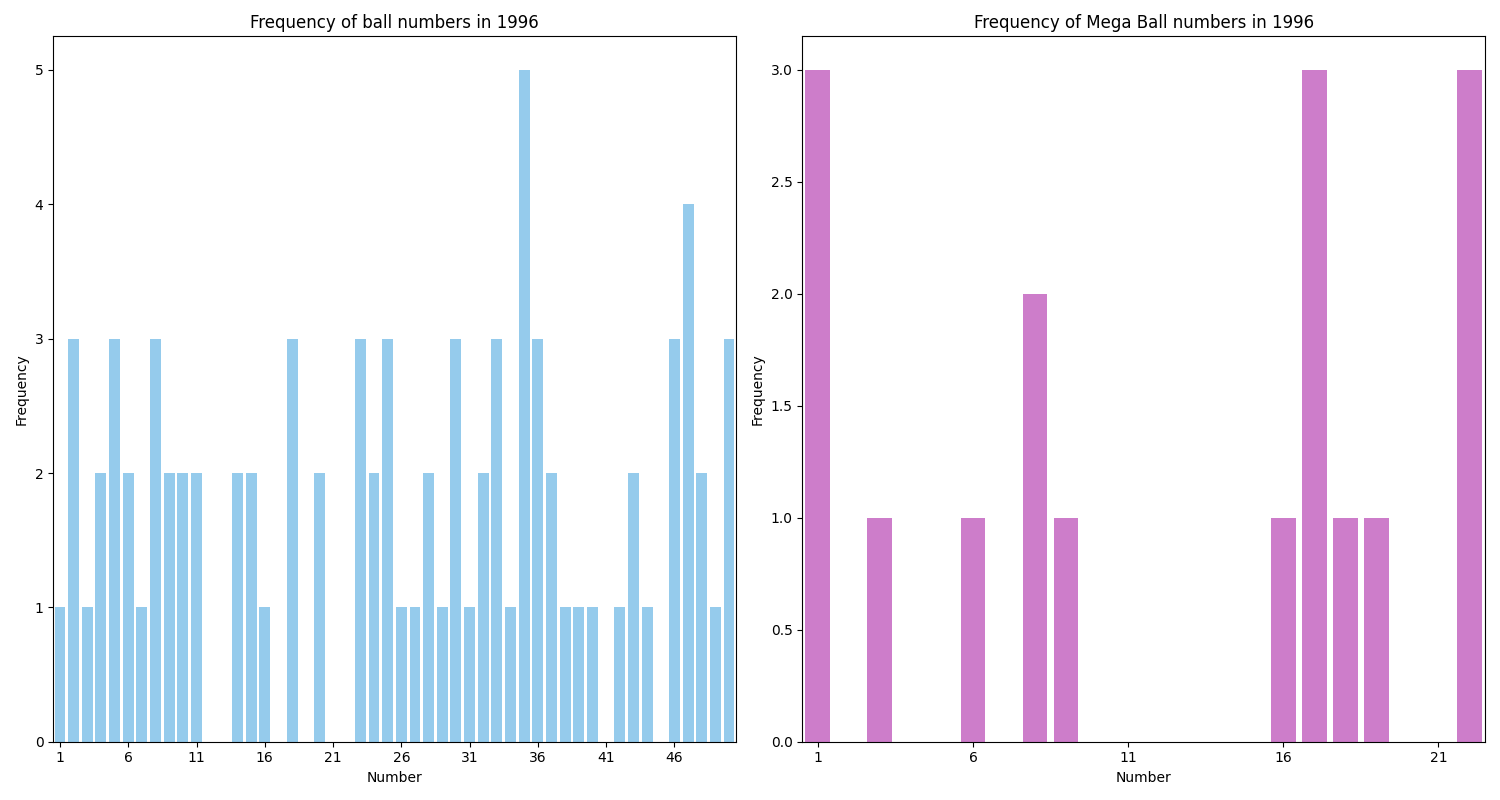 Frequency of ball numbers in 1996
5
4
3
2
1
0
Frequency
1 6 11 16 21 26 31 36 41 46
Number
Frequency of Mega Ball numbers in 1996
3.0
2.5
2.0
1.5
1.0
0.5
0.0
Frequency
1 6 11 16 21
Number